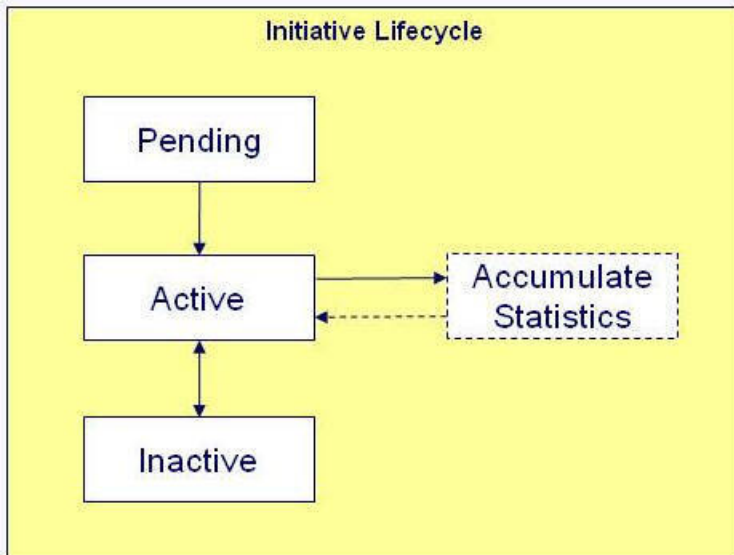 Initiative Lifecycle
Pending
Active
Accumulate
Statistics
Inactive